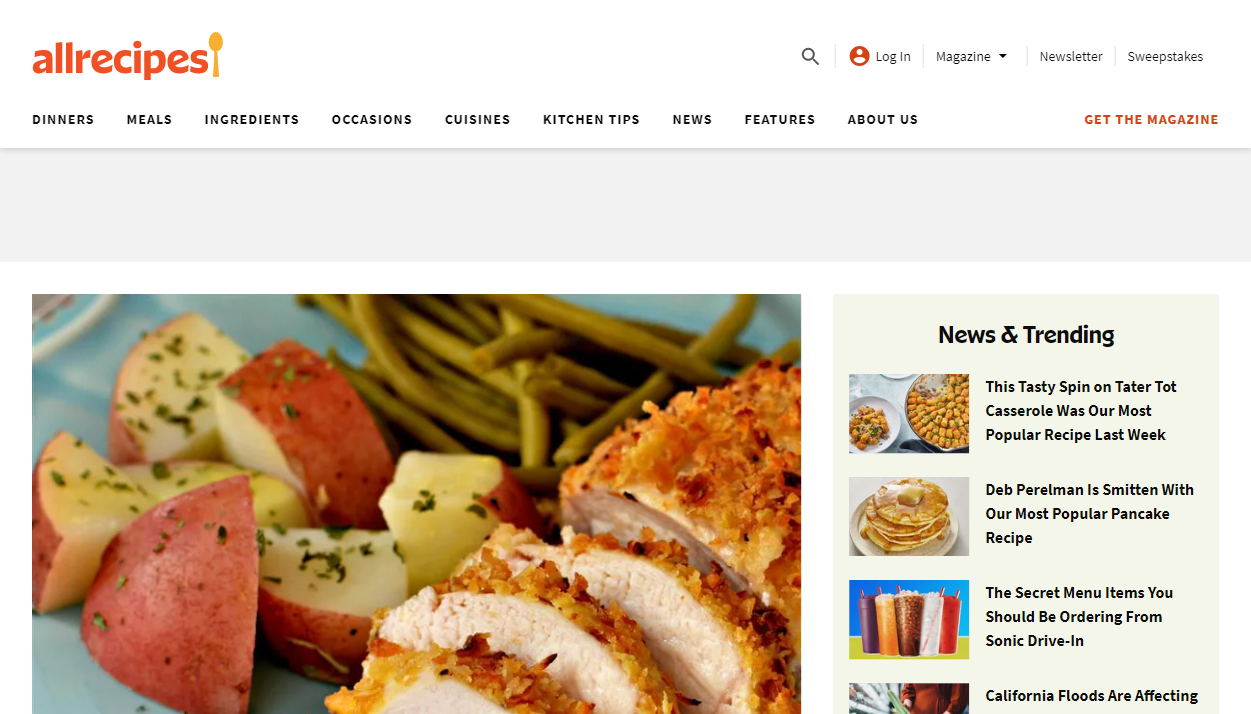 allrecipes
Log In
Magazine
Newsletter
Sweepstakes
DINNERS
MEALS
INGREDIENTS
OCCASIONS
CUISINES
KITCHEN TIPS
NEWS
FEATURES
ABOUT US
GET THE MAGAZINE
News & Trending
This Tasty Spin on Tater Tot
Casserole Was Our Most
Popular Recipe Last Week
Deb Perelman Is Smitten With
Our Most Popular Pancake
Recipe
The Secret Menu Items You
Should Be Ordering From
Sonic Drive-In
California Floods Are Affecting